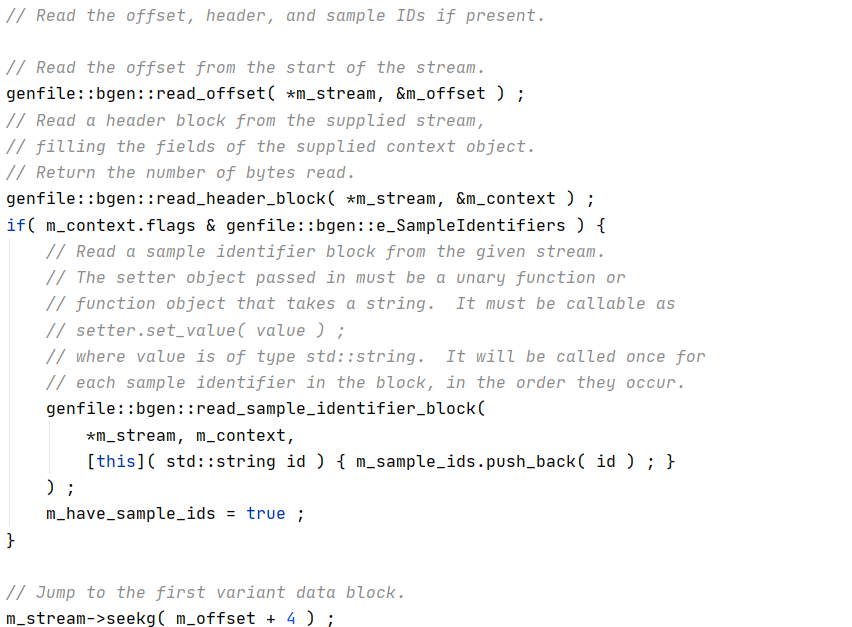 // Read the offset, header, and sample IDs if present.

// Read the offset from the start of the stream.
genfile::bgen::read_offset( *m_stream, &m_offset ) ;
// Read a header block from the supplied stream,
// filling the fields of the supplied context object.
// Return the number of bytes read.
genfile::bgen::read_header_block( *m_stream, &m_context ) ;
if( m_context.flags & genfile::bgen::e_SampleIdentifiers ) {
    // Read a sample identifier block from the given stream.
    // The setter object passed in must be a unary function or
    // function object that takes a string.  It must be callable as
    // setter.set_value( value ) ;
    // where value is of type std::string.  It will be called once for
    // each sample identifier in the block, in the order they occur.
    genfile::bgen::read_sample_identifier_block(
        *m_stream, m_context,
        [this]( std::string id ) { m_sample_ids.push_back( id ) ; }
    ) ;
    m_have_sample_ids = true ;
}

// Jump to the first variant data block.
m_stream->seekg( m_offset + 4 ) ;